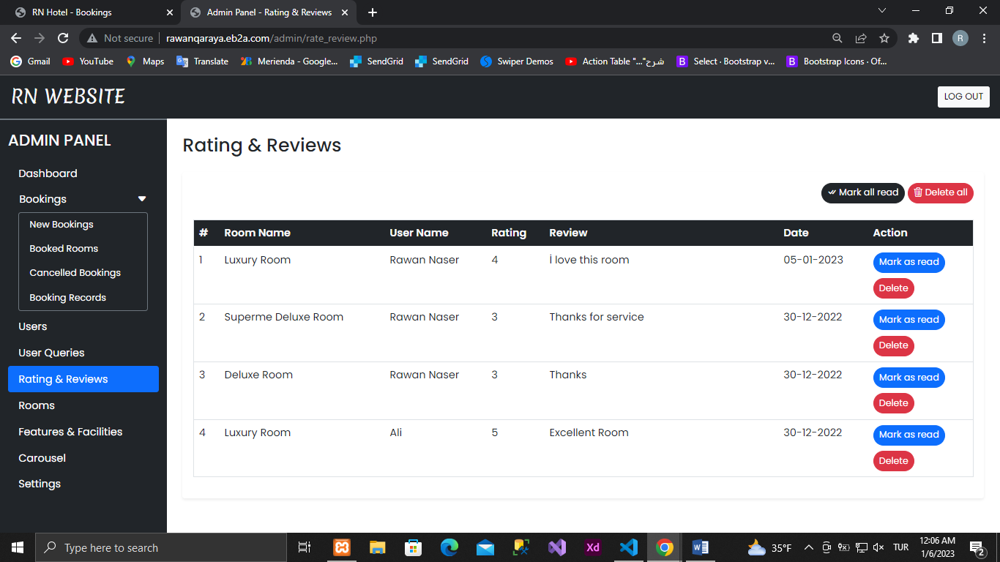 RN Hotel - Bookings
Admin Panel - Rating & Reviews
Not secure rawanqaraya.eb2a.com/admin/rate_review.php
R
Gmail YouTube Maps Translate Merienda - Google... SendGrid SendGrid Swiper Demos Action Table "..."شرح Select · Bootstrap v... Bootstrap Icons · Of...
RN WEBSITE
LOG OUT
ADMIN PANEL
Dashboard
Bookings
New Bookings
Booked Rooms
Cancelled Bookings
Booking Records
Users
User Queries
Rating & Reviews
Rooms
Features & Facilities
Carousel
Settings
Rating & Reviews
Mark all read Delete all
# Room Name User Name Rating Review Date Action
1 Luxury Room Rawan Naser 4 İ love this room 05-01-2023 Mark as read
Delete
2 Superme Deluxe Room Rawan Naser 3 Thanks for service 30-12-2022 Mark as read
Delete
3 Deluxe Room Rawan Naser 3 Thanks 30-12-2022 Mark as read
Delete
4 Luxury Room Ali 5 Excellent Room 30-12-2022 Mark as read
Delete
Type here to search
Xd
35°F
TUR
12:06 AM
1/6/2023
2